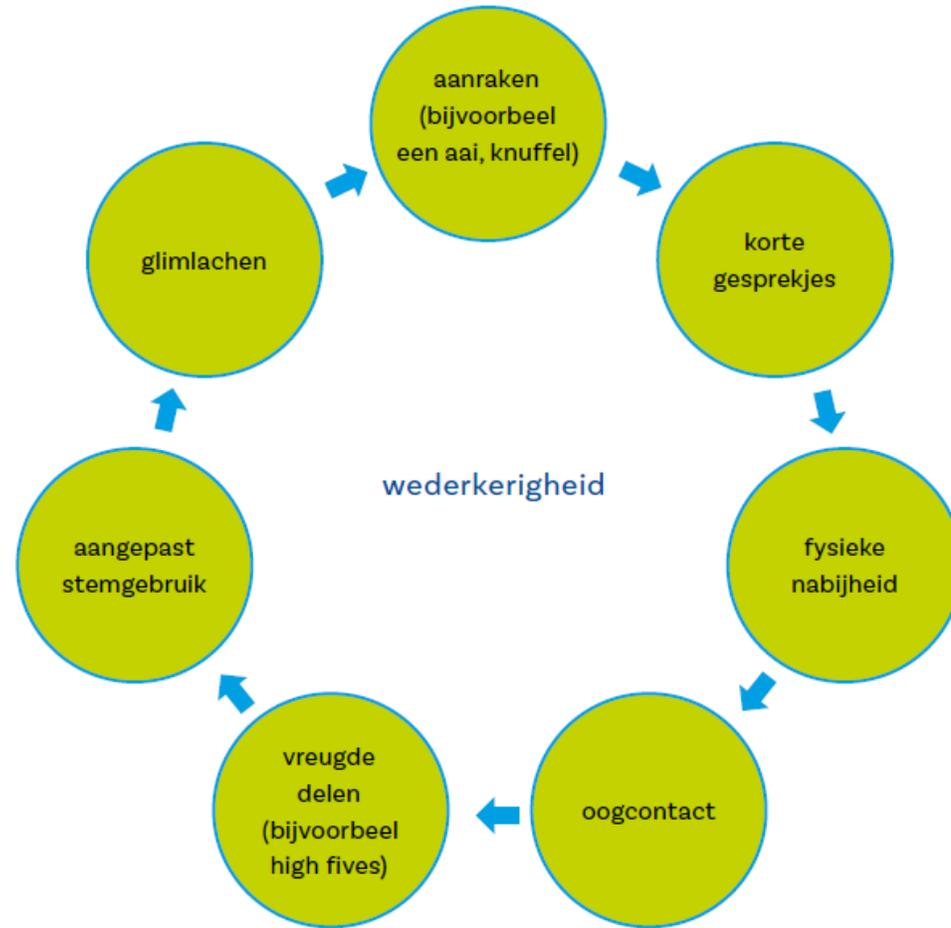 aanraken
(bijvoorbeel
een aai, knuffel)
korte
gesprekjes
fysieke
nabijheid
oogcontact
vreugde
delen
(bijvoorbeel
high fives)
aangepast
stemgebruik
glimlachen
wederkerigheid